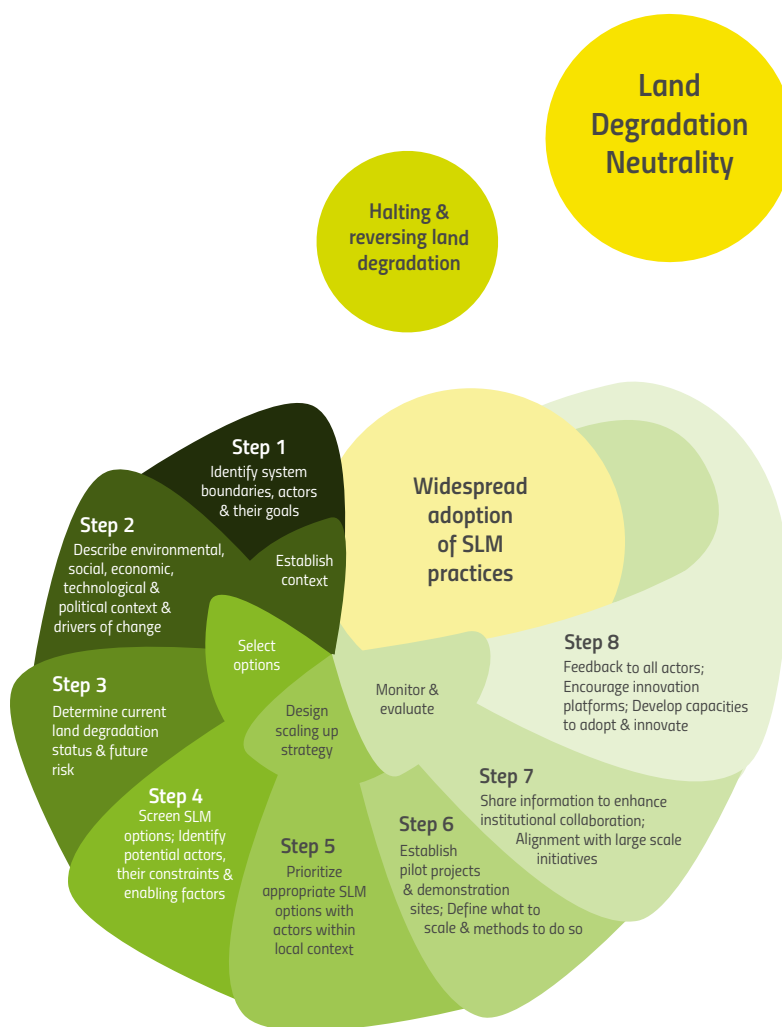 Land
Degradation
Neutrality
Halting &
reversing land
degradation
Step 1
Identify system
boundaries, actors
& their goals
Widespread
adoption
of SLM
practices
Step 2
Describe environmental,
social, economic,
technological &
political context &
drivers of change
Establish
context
Select
options
Step 3
Determine current
land degradation
status & future
risk
Design
scaling up
strategy
Monitor &
evaluate
Step 4
Screen SLM
options; Identify
potential actors,
their constraints &
enabling factors
Step 5
Prioritize
appropriate SLM
options with
actors within
local context
Step 6
Establish
pilot projects
& demonstration
sites; Define what to
scale & methods to do so
Step 7
Share information to enhance
institutional collaboration;
Alignment with large scale
initiatives
Step 8
Feedback to all actors;
Encourage innovation
platforms; Develop capacities
to adopt & innovate